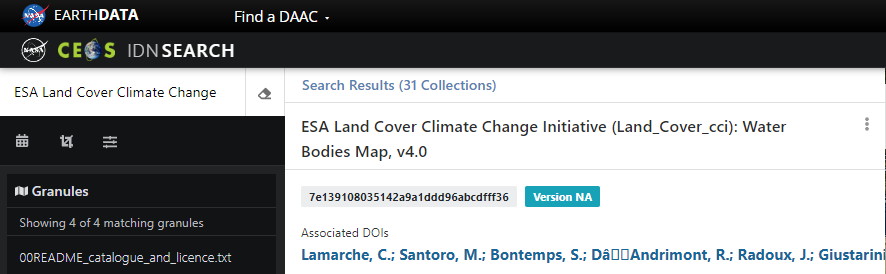 EARTHDATA Find a DAAC
CEOS IDN SEARCH
ESA Land Cover Climate Change
Search Results (31 Collections)
ESA Land Cover Climate Change Initiative (Land_Cover_cci): Water
Bodies Map, v4.0
Granules
Showing 4 of 4 matching granules
00README_catalogue_and_licence.txt
7e139108035142a9a1ddd96abcdfff36 Version NA
Associated DOIs
Lamarche, C.; Santoro, M.; Bontemps, S.; Dâ Andrimont, R.; Radoux, J.; Giustarini